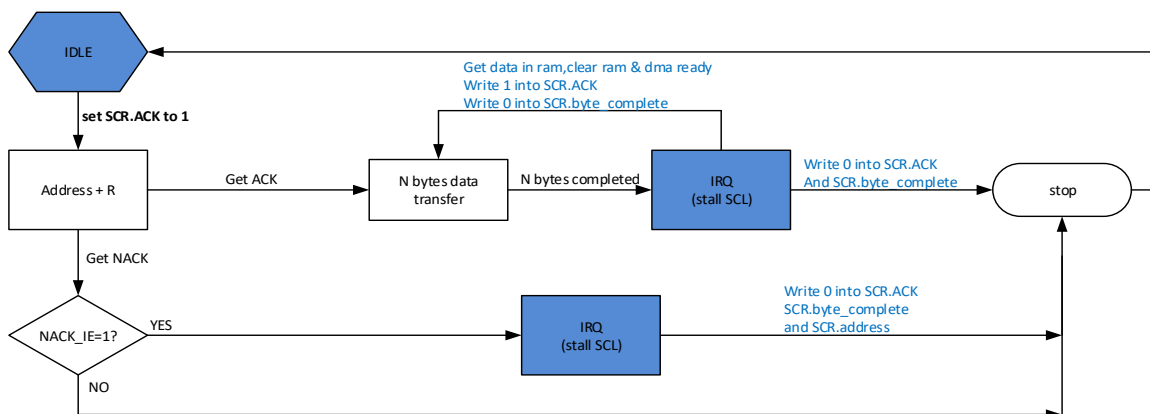 IDLE
Get data in ram,clear ram & dma ready
Write 1 into SCR.ACK
Write 0 into SCR.byte_complete
set SCR.ACK to 1
Address + R
Get ACK
N bytes data
transfer
N bytes completed
IRQ
(stall SCL)
Write 0 into SCR.ACK
And SCR.byte_complete
stop
Get NACK
NACK_IE=1?
YES
IRQ
(stall SCL)
Write 0 into SCR.ACK
SCR.byte_complete
and SCR.address
NO